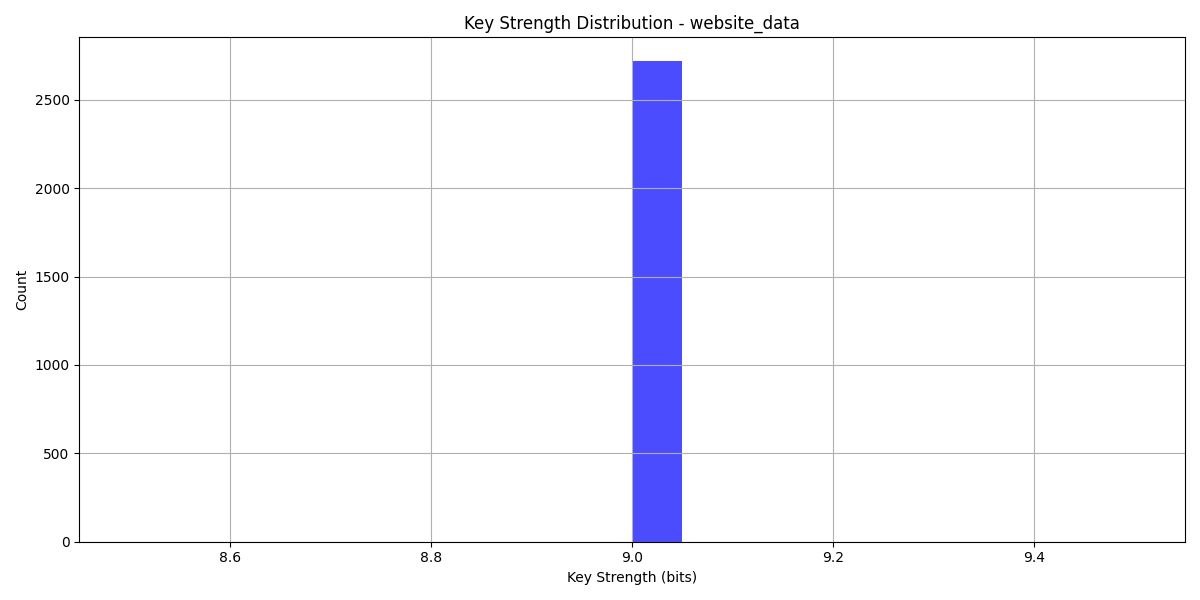 Key Strength Distribution - website_data
Count
2500
2000
1500
1000
500
0
8.6 8.8 9.0 9.2 9.4
Key Strength (bits)